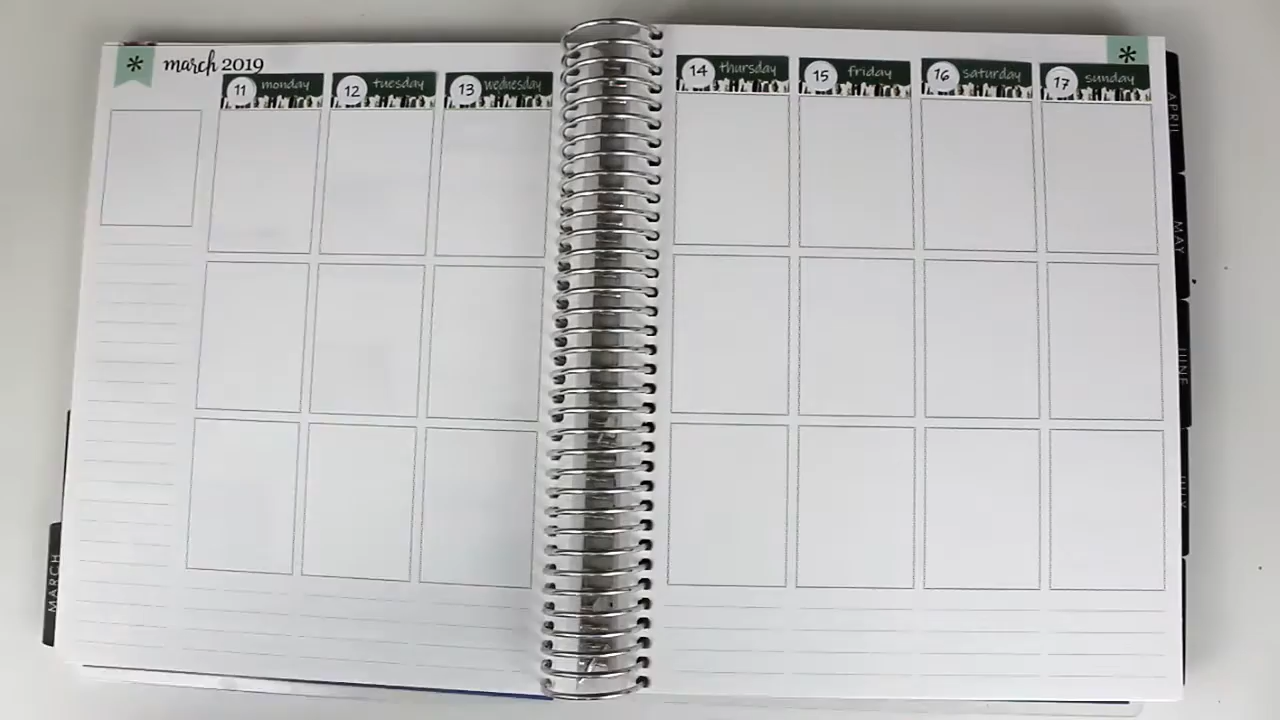 march 2019
11 monday
12 tuesday
13 wednesday
14 thursday
15 friday
16 saturday
17 sunday
APRIL
MAY
JUNE
JULY
MARCH